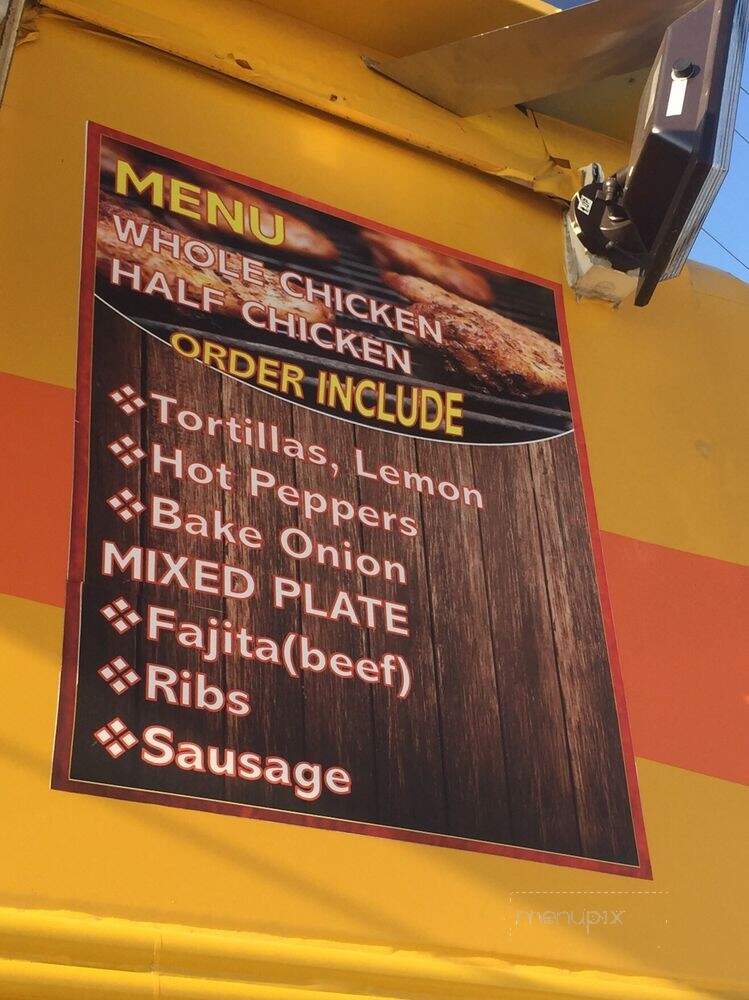 MENU
WHOLE CHICKEN
HALF CHICKEN
ORDER INCLUDE
❖Tortillas, Lemon
❖Hot Peppers
❖Bake Onion
MIXED PLATE
❖Fajita(beef)
❖Ribs
❖Sausage
menupix